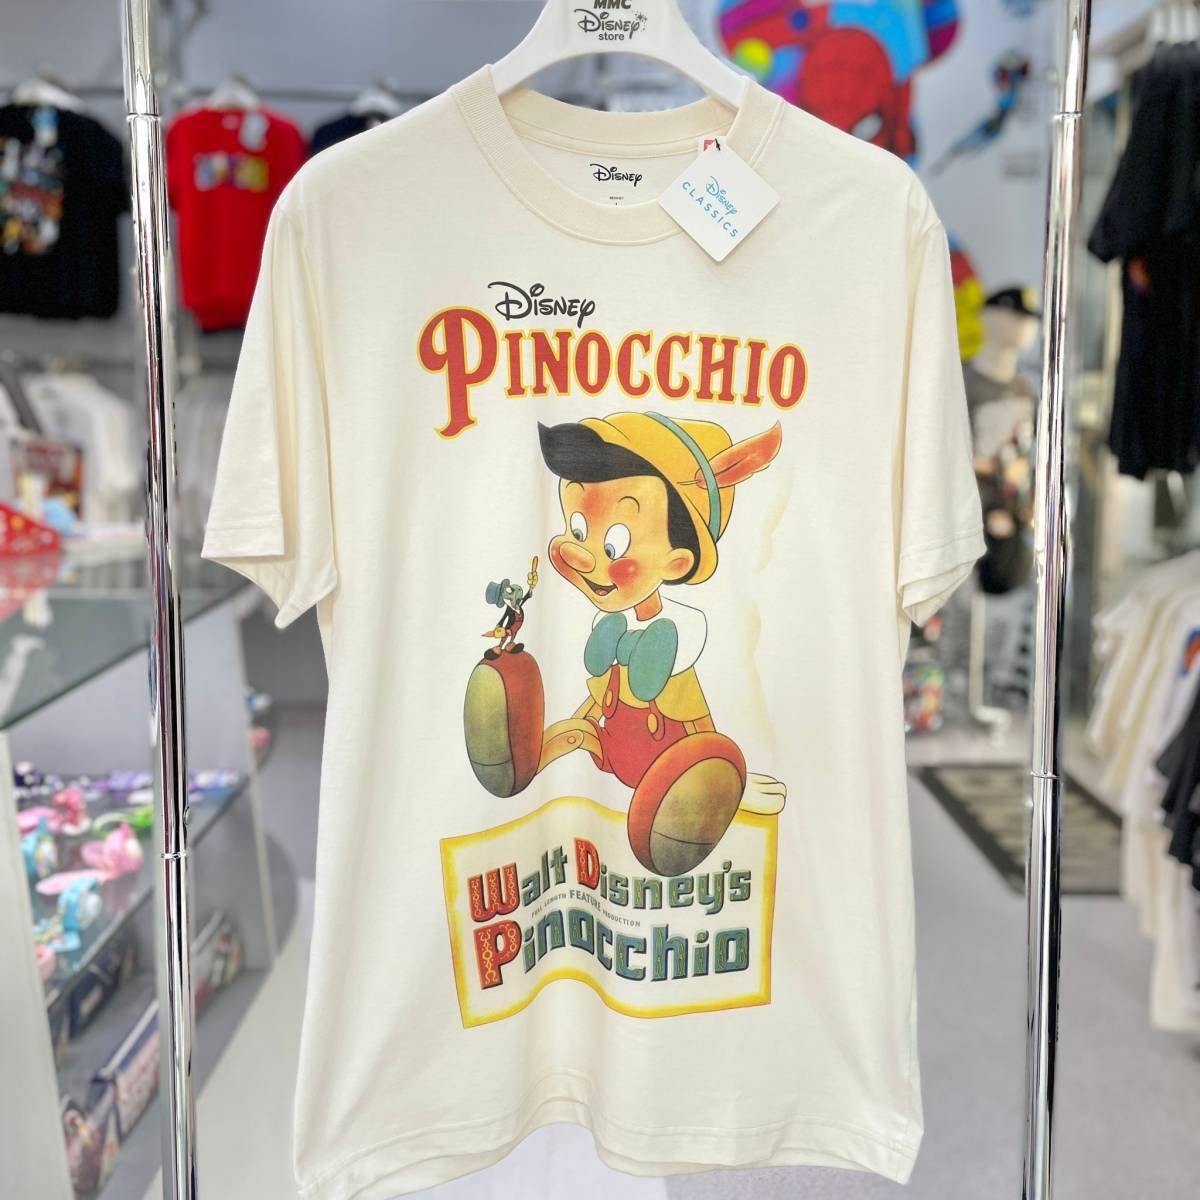 MMC
Disney
store
Disney
Disney
CLASSICS
Disney
PINOCCHIO
Walt Disney's
FULL LENGTH FEATURE PRODUCTION
Pinocchio